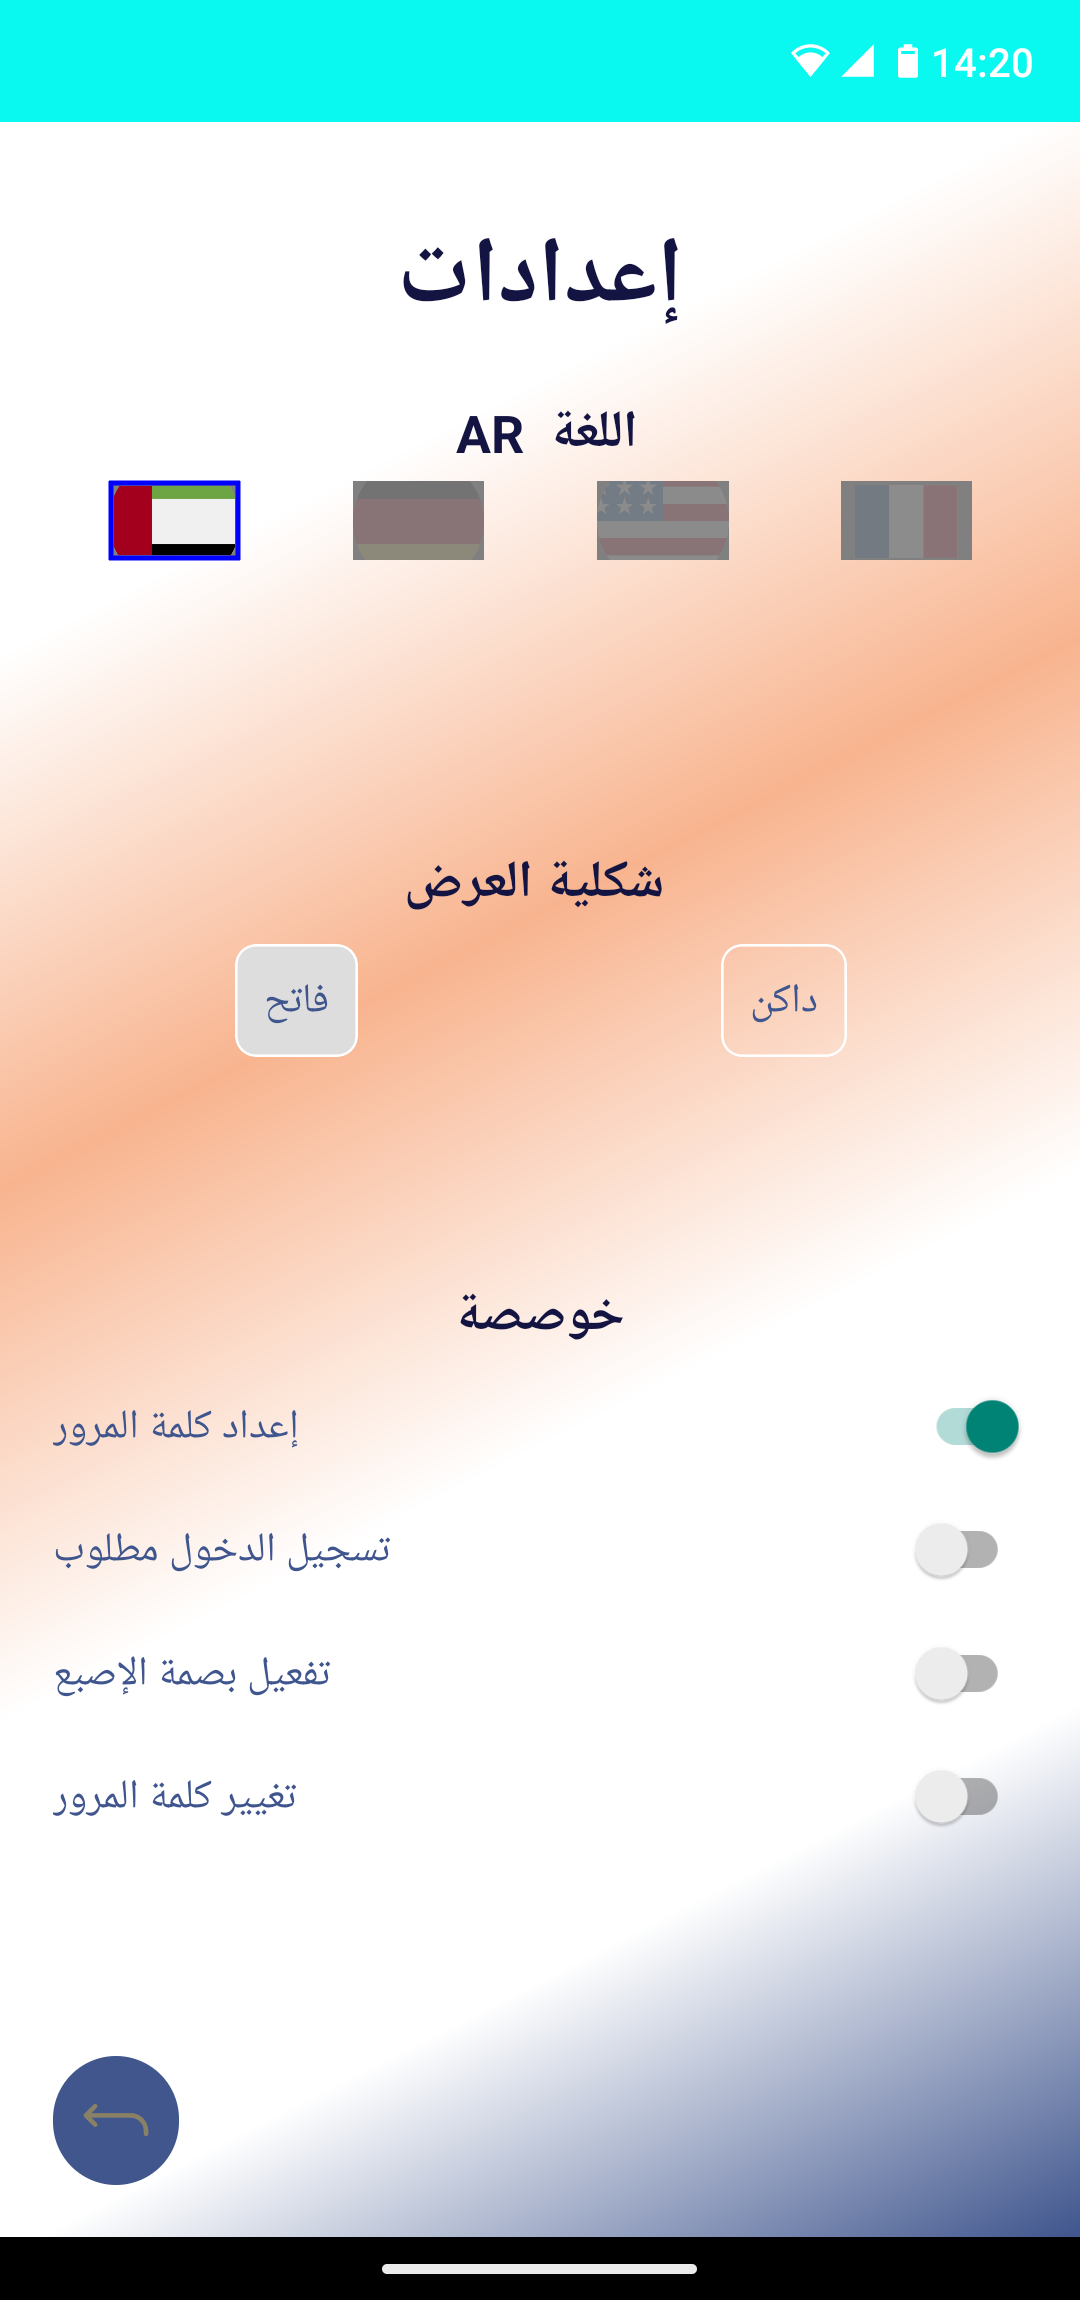 14:20
إعدادات
اللغة AR
فاتح
داكن
شكلية العرض
خوصصة
إعداد كلمة المرور
تسجيل الدخول مطلوب
تفعيل بصمة الإصبع
تغيير كلمة المرور